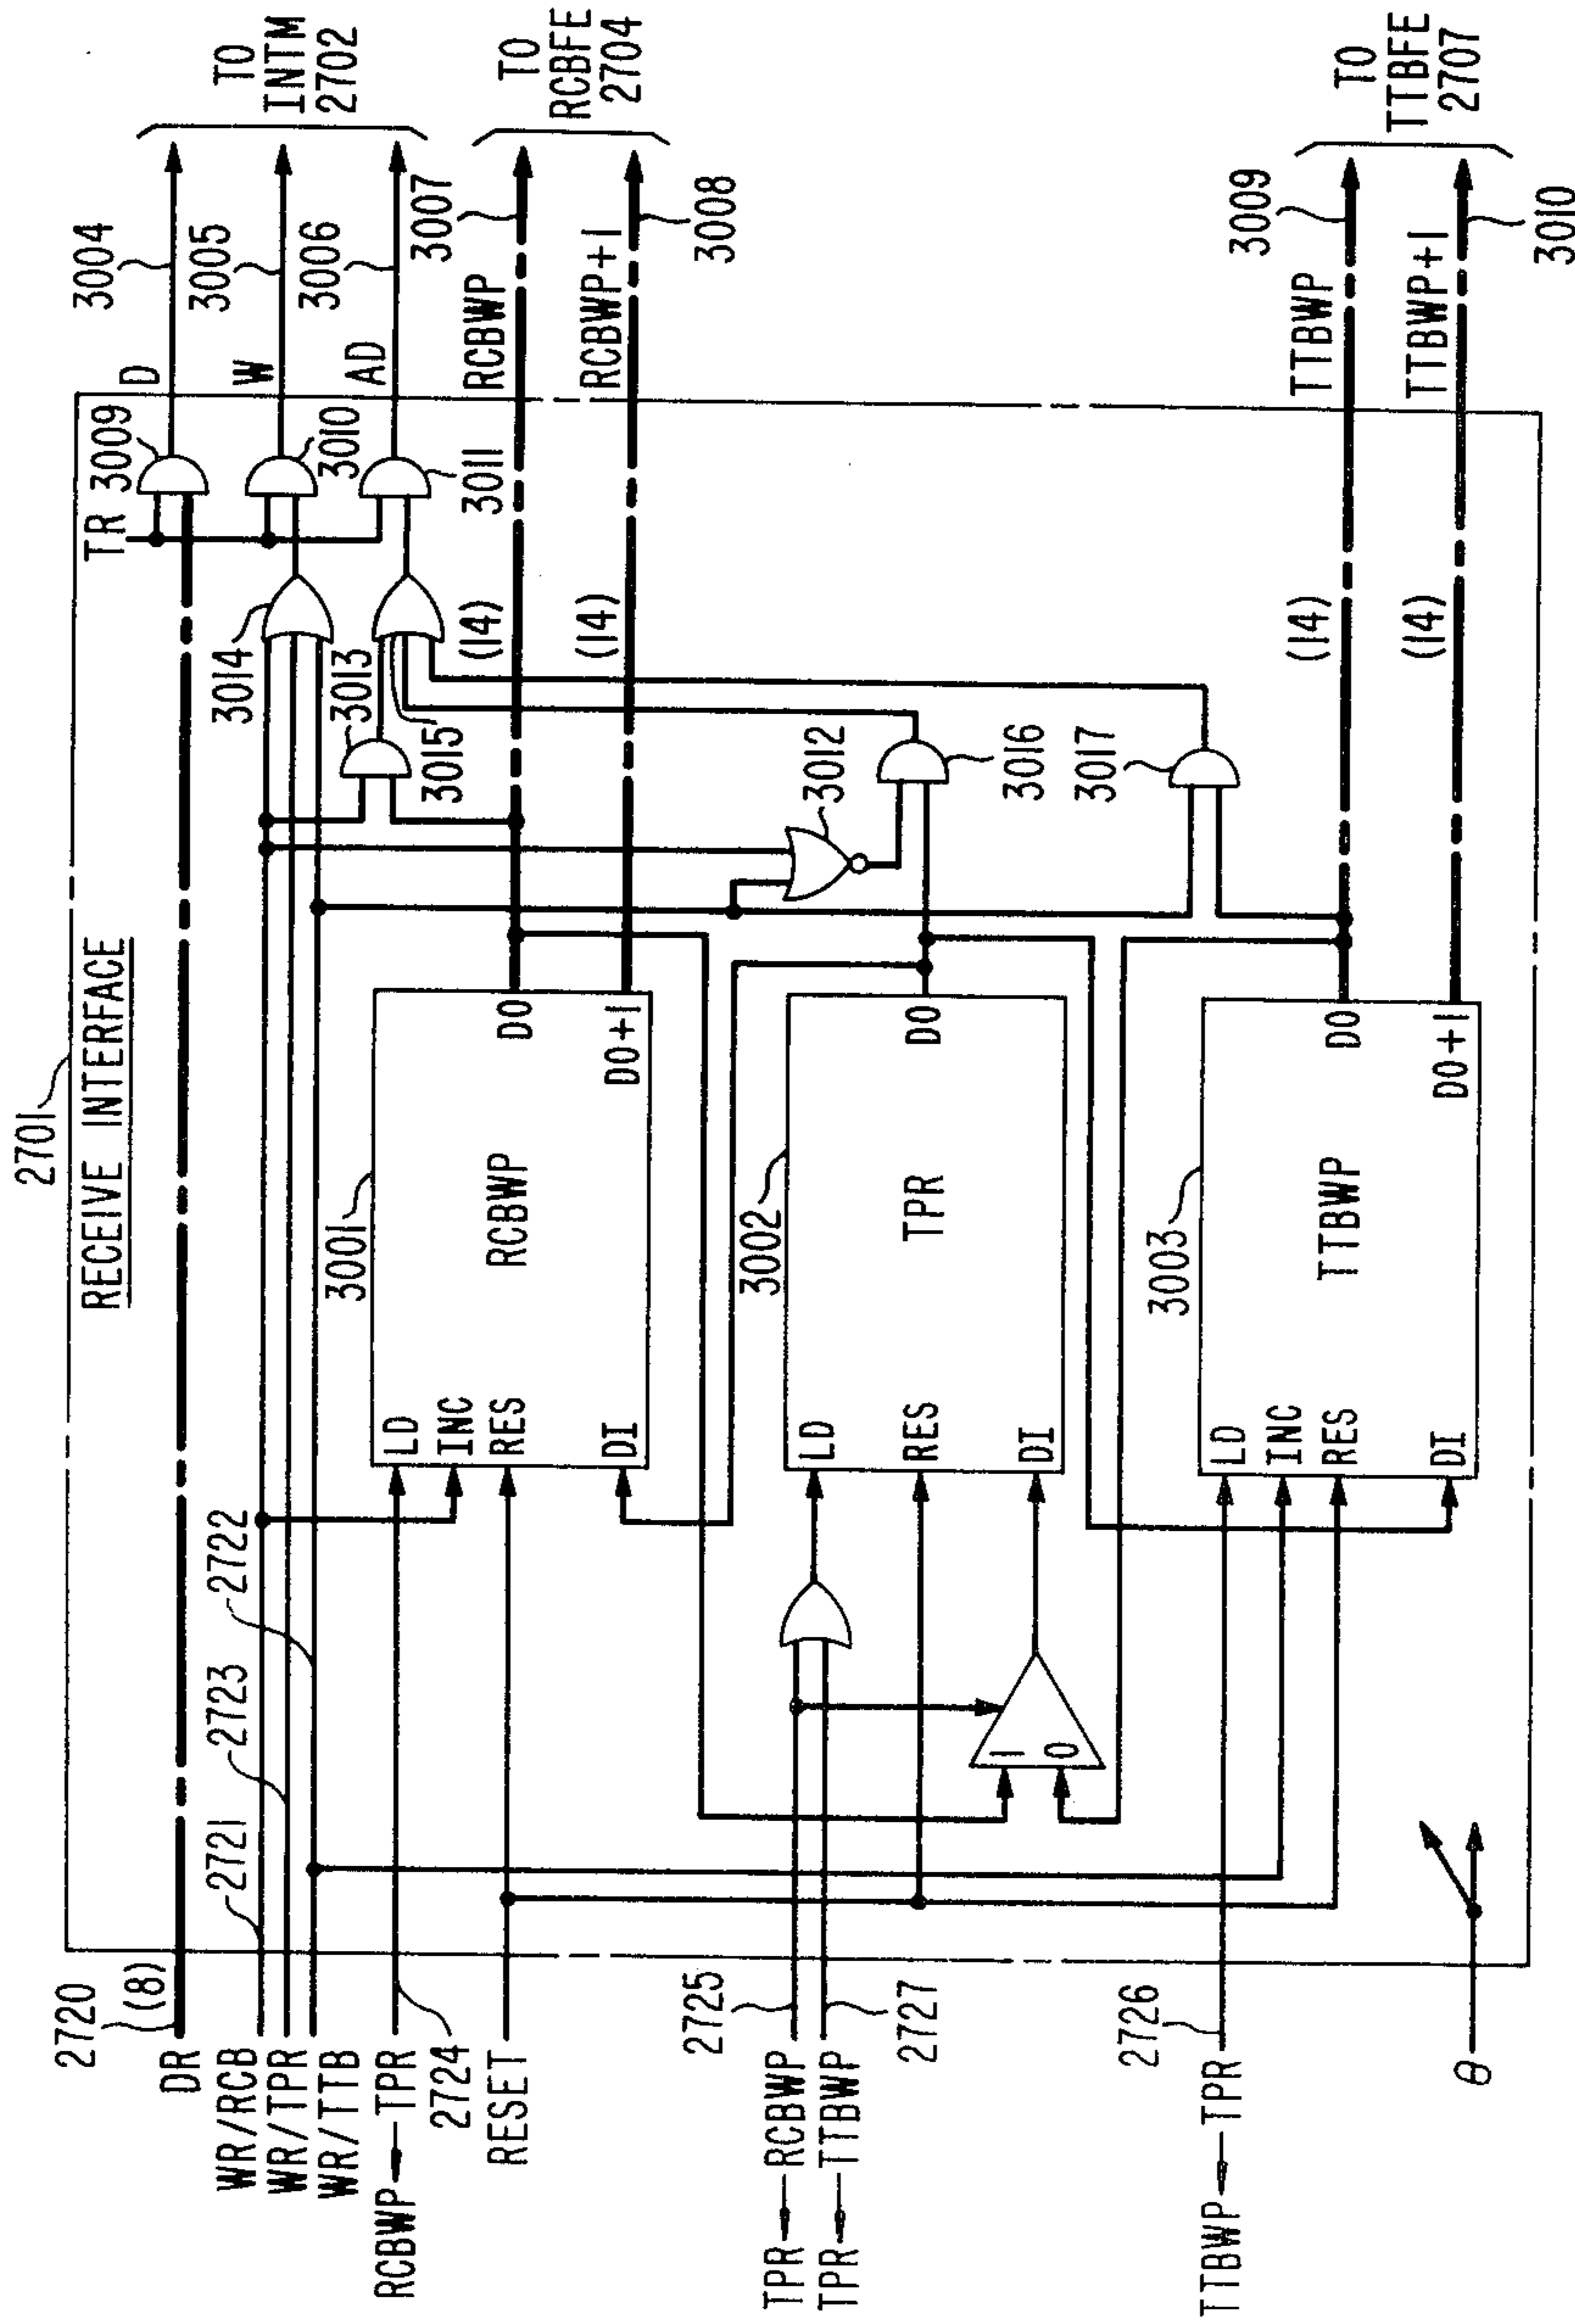 2701
RECEIVE INTERFACE
2720
(8)
DR
2721
2723
2722
WR/RCB
WR/TPR
WR/TTB
RCBWP←TPR
2724
RESET
2725
TPR←RCBWP
TPR←TTBWP
2727
2726
TTBWP←TPR
θ
3001
LD
INC
RES
DI
RCBWP
DO
DO+1
3002
LD
RES
DI
TPR
DO
1
0
3003
LD
INC
RES
DI
TTBWP
DO
DO+1
TR
3009
3010
3011
3014
3013
3015
3012
3016
3017
(14)
(14)
(14)
(14)
D
W
AD
3004
3005
3006
TO
INTM
2702
RCBWP
3007
RCBWP+1
3008
TO
RCBFE
2704
TTBWP
3009
TTBWP+1
3010
TO
TTBFE
2707